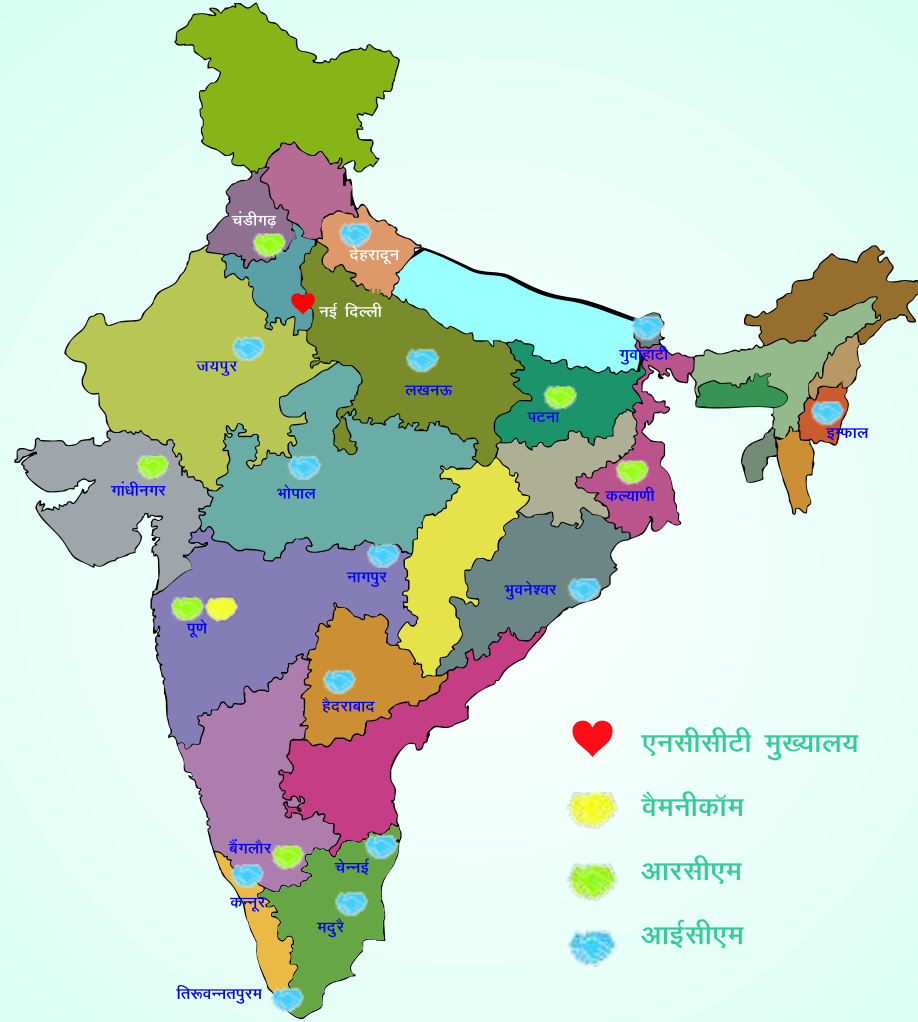 चंडीगढ़
देहरादून
नई दिल्ली
गुवाहाटी
जयपुर
लखनऊ
पटना
इम्फाल
गांधीनगर
भोपाल
कल्याणी
नागपुर
भुवनेश्वर
पूणे
हैदराबाद
एनसीसीटी मुख्यालय
वैमनीकॉम
बैंगलौर
चेन्नई
आरसीएम
कन्नूर
मदुरै
आईसीएम
तिरूवन्नतपुरम